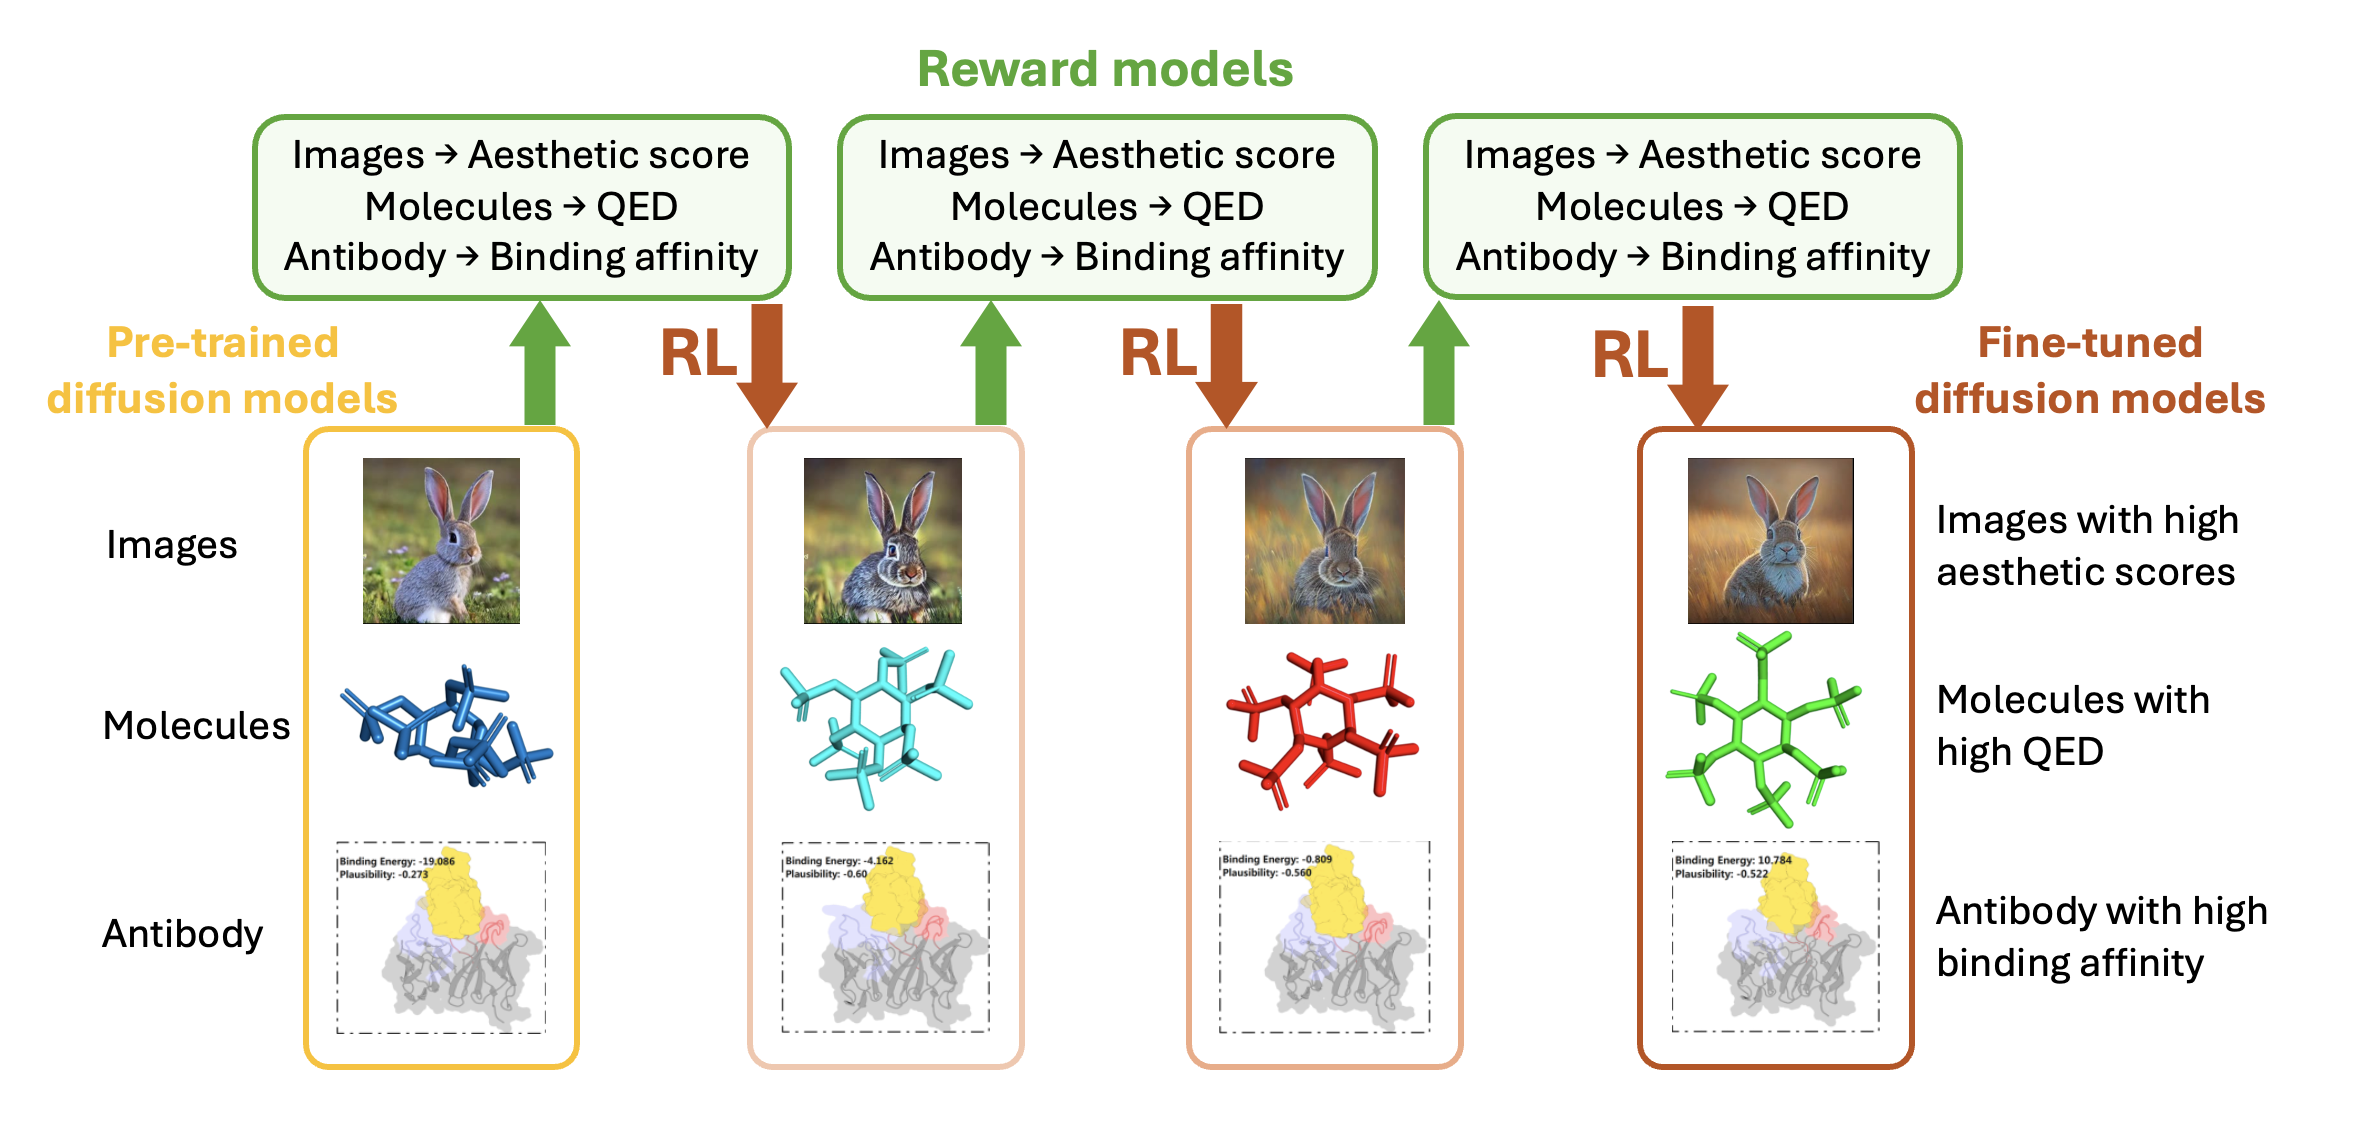 Reward models
Images → Aesthetic score
Molecules → QED
Antibody → Binding affinity
Images → Aesthetic score
Molecules → QED
Antibody → Binding affinity
Images → Aesthetic score
Molecules → QED
Antibody → Binding affinity
Pre-trained
diffusion models
RL
RL
RL
Fine-tuned
diffusion models
Images
Images with high
aesthetic scores
Molecules
Molecules with
high QED
Binding Energy: -19.086
Plausibility: -0.273
Binding Energy: -4.162
Plausibility: -0.60
Binding Energy: -0.809
Plausibility: -0.560
Binding Energy: 10.784
Plausibility: -0.522
Antibody
Antibody with high
binding affinity